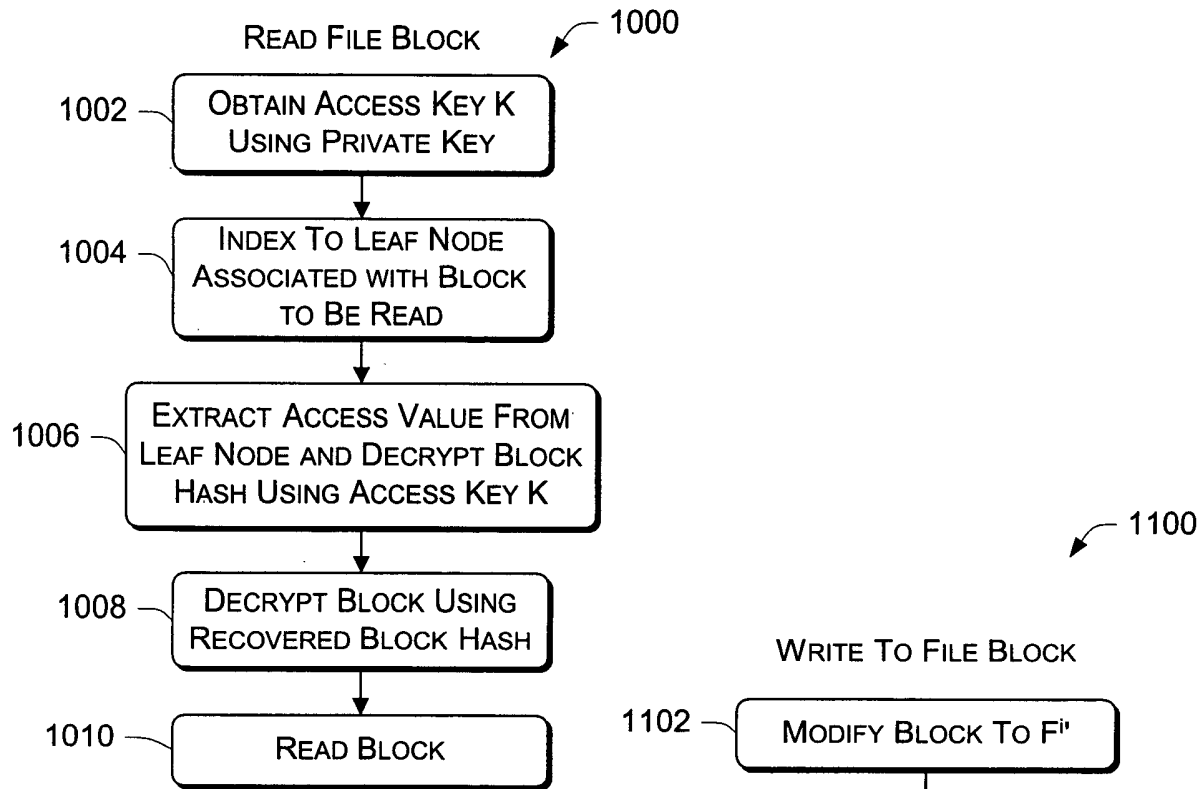 1000
READ FILE BLOCK
1002
OBTAIN ACCESS KEY K
USING PRIVATE KEY
1004
INDEX TO LEAF NODE
ASSOCIATED WITH BLOCK
TO BE READ
1006
EXTRACT ACCESS VALUE FROM
LEAF NODE AND DECRYPT BLOCK
HASH USING ACCESS KEY K
1008
DECRYPT BLOCK USING
RECOVERED BLOCK HASH
1010
READ BLOCK
1100
WRITE TO FILE BLOCK
1102
MODIFY BLOCK TO Fⁱ'